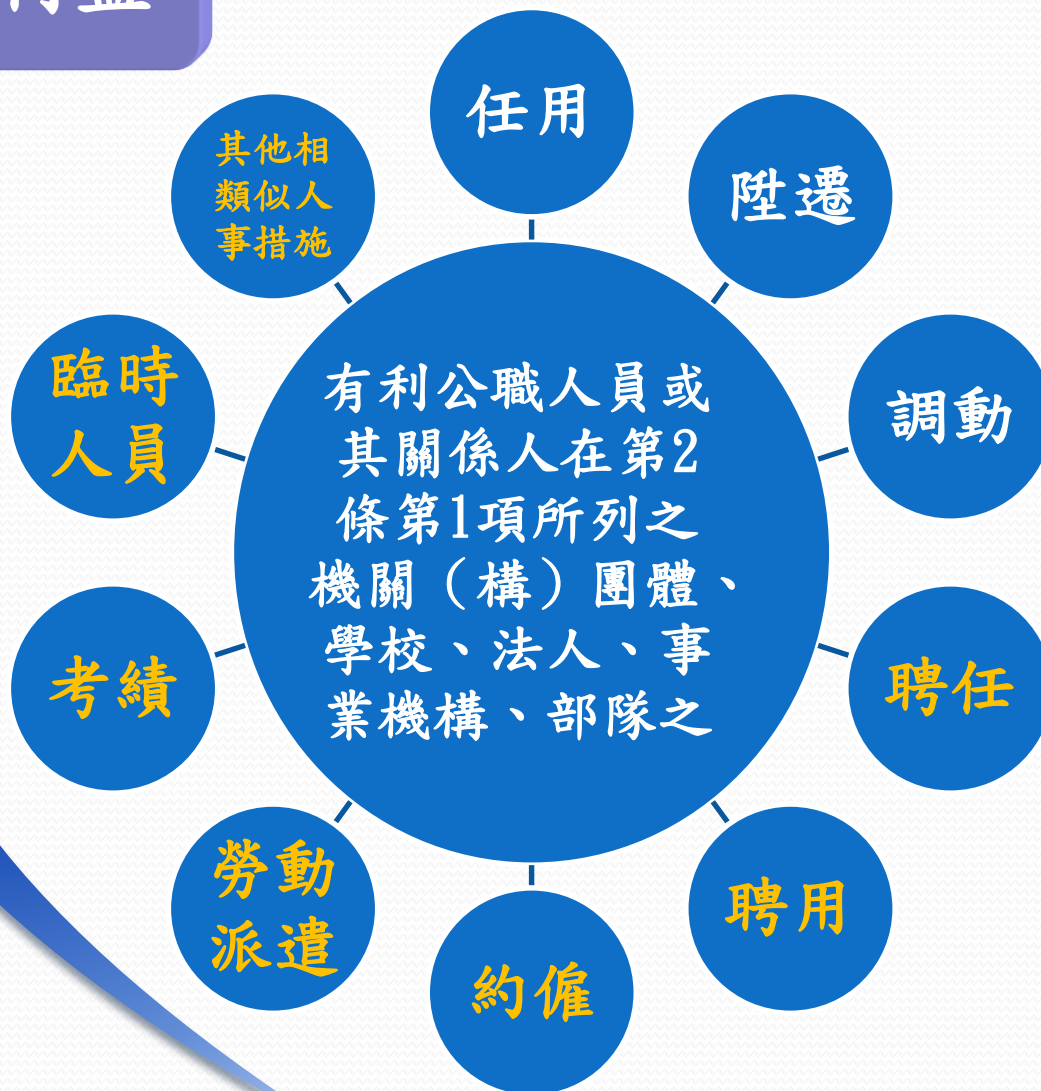 任用
陞遷
調動
聘任
聘用
約僱
勞動
派遣
考績
臨時
人員
其他相
類似人
事措施
有利公職人員或
其關係人在第2
條第1項所列之
機關（構）團體、
學校、法人、事
業機構、部隊之